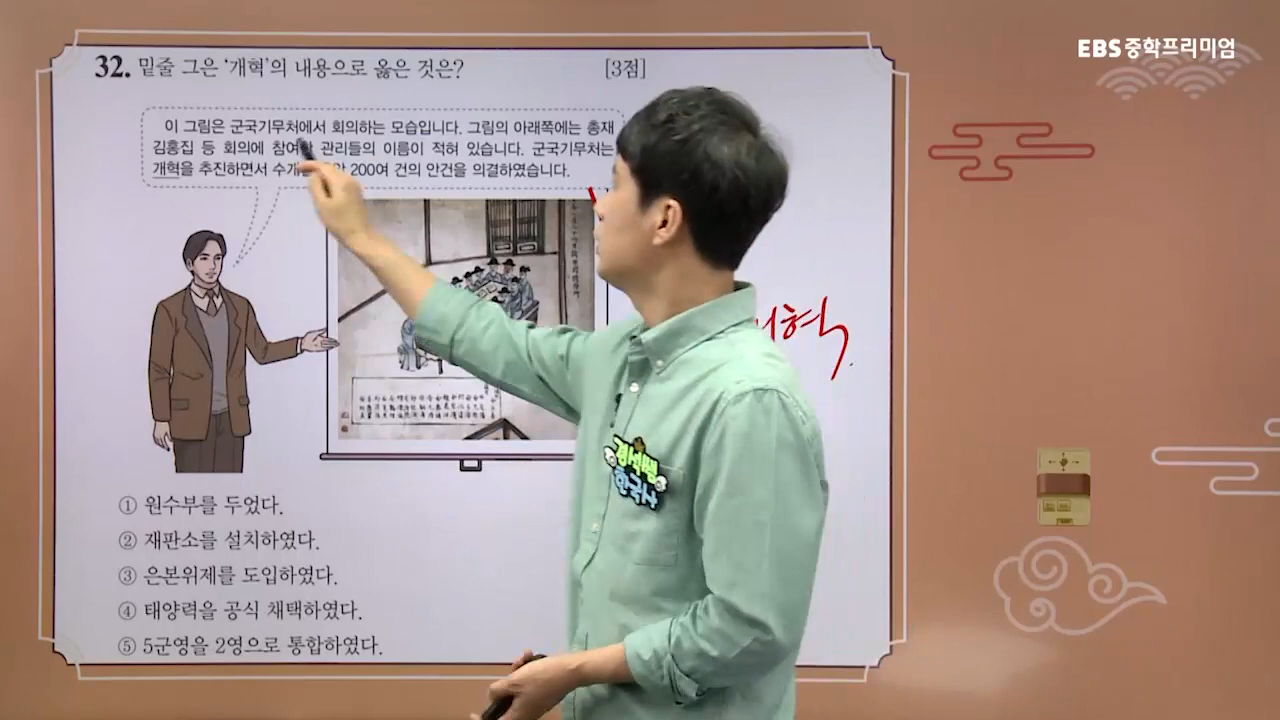 EBS 중학프리미엄
32. 밑줄 그은 ‘개혁’의 내용으로 옳은 것은? [3점]
이 그림은 군국기무처에서 회의하는 모습입니다. 그림의 아래쪽에는 총재
김홍집 등 회의에 참여한 관리들의 이름이 적혀 있습니다. 군국기무처는
개혁을 추진하면서 200여 건의 안건을 의결하였습니다.
혁
한국사
① 원수부를 두었다.
② 재판소를 설치하였다.
③ 은본위제를 도입하였다.
④ 태양력을 공식 채택하였다.
⑤ 5군영을 2영으로 통합하였다.